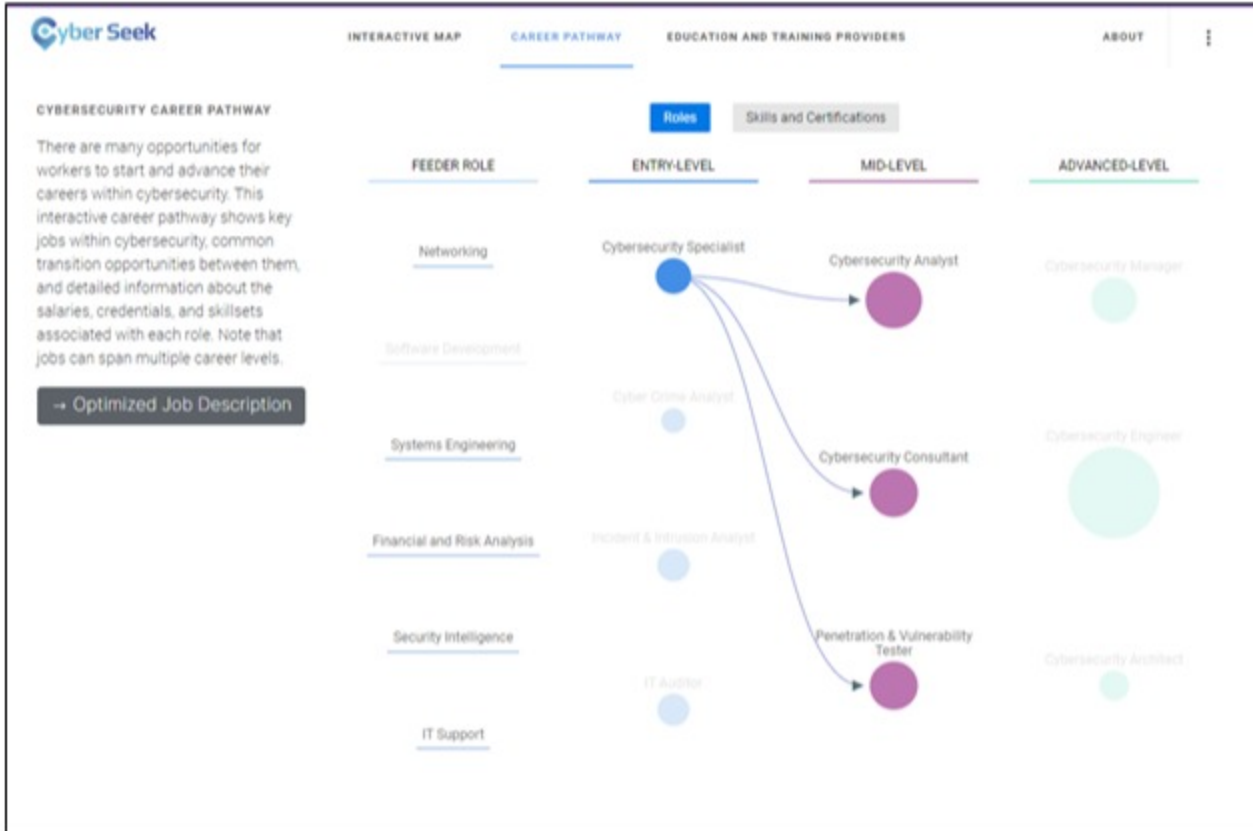 Cyber Seek
INTERACTIVE MAP
CAREER PATHWAY
EDUCATION AND TRAINING PROVIDERS
ABOUT
CYBERSECURITY CAREER PATHWAY
There are many opportunities for
workers to start and advance their
careers within cybersecurity. This
interactive career pathway shows key
jobs within cybersecurity, common
transition opportunities between them,
and detailed information about the
salaries, credentials, and skillsets
associated with each role. Note that
jobs can span multiple career levels.
→ Optimized Job Description
Roles
Skills and Certifications
FEEDER ROLE
Networking
Software Development
Systems Engineering
Financial and Risk Analysis
Security Intelligence
IT Support
ENTRY-LEVEL
Cybersecurity Specialist
Cyber Crime Analyst
Incident & Intrusion Analyst
IT Auditor
MID-LEVEL
Cybersecurity Analyst
Cybersecurity Consultant
Penetration & Vulnerability
Tester
ADVANCED-LEVEL
Cybersecurity Manager
Cybersecurity Engineer
Cybersecurity Architect